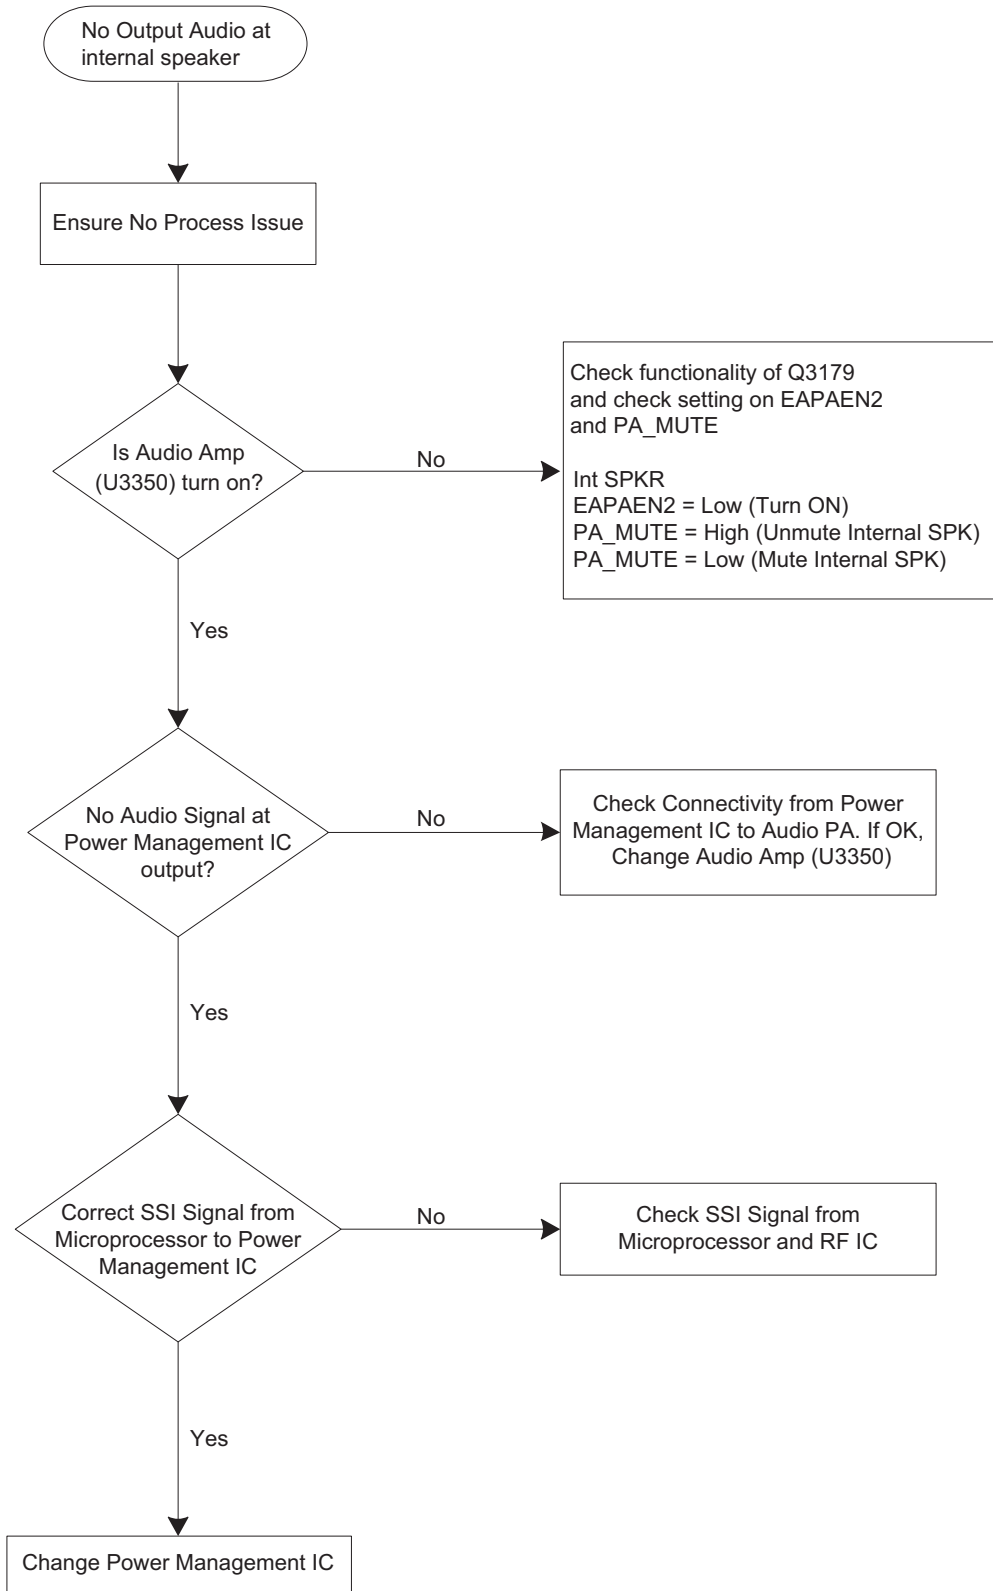 No Output Audio at
internal speaker
Ensure No Process Issue
Is Audio Amp
(U3350) turn on?
No
Check functionality of Q3179
and check setting on EAPAEN2
and PA_MUTE
Int SPKR
EAPAEN2 = Low (Turn ON)
PA_MUTE = High (Unmute Internal SPK)
PA_MUTE = Low (Mute Internal SPK)
Yes
No Audio Signal at
Power Management IC
output?
No
Check Connectivity from Power
Management IC to Audio PA. If OK,
Change Audio Amp (U3350)
Yes
Correct SSI Signal from
Microprocessor to Power
Management IC
No
Check SSI Signal from
Microprocessor and RF IC
Yes
Change Power Management IC